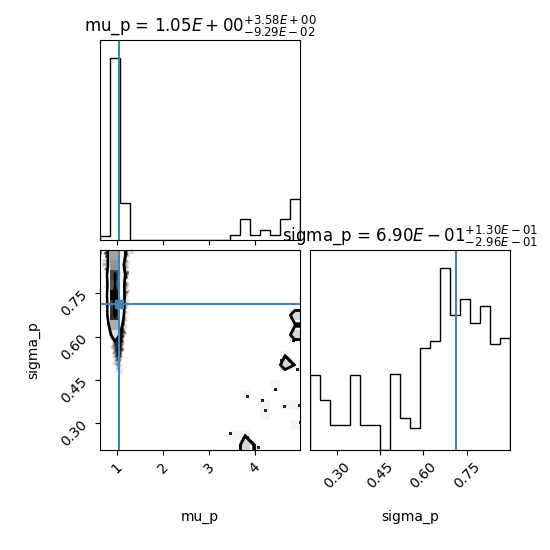 mu_p = 1.05E + 00+3.58E+00−9.29E−02
sigma_p = 6.90E − 01+1.30E−01−2.96E−01
sigma_p
0.75
0.60
0.45
0.30
1
2
3
4
mu_p
0.30
0.45
0.60
0.75
sigma_p